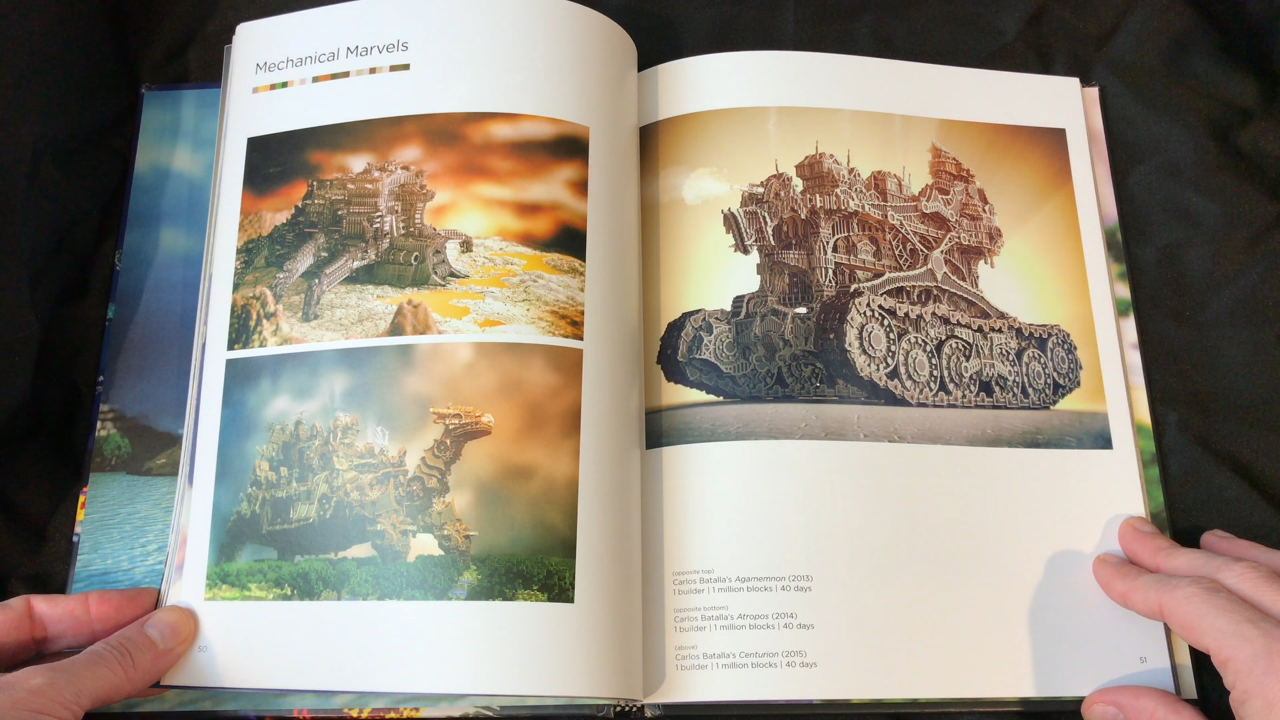 Mechanical Marvels
50
(opposite top)
Carlos Batalla's Agamemnon (2013)
1 builder | 1 million blocks | 40 days
(opposite bottom)
Carlos Batalla's Atropos (2014)
1 builder | 1 million blocks | 40 days
(above)
Carlos Batalla's Centurion (2015)
1 builder | 1 million blocks | 40 days
51